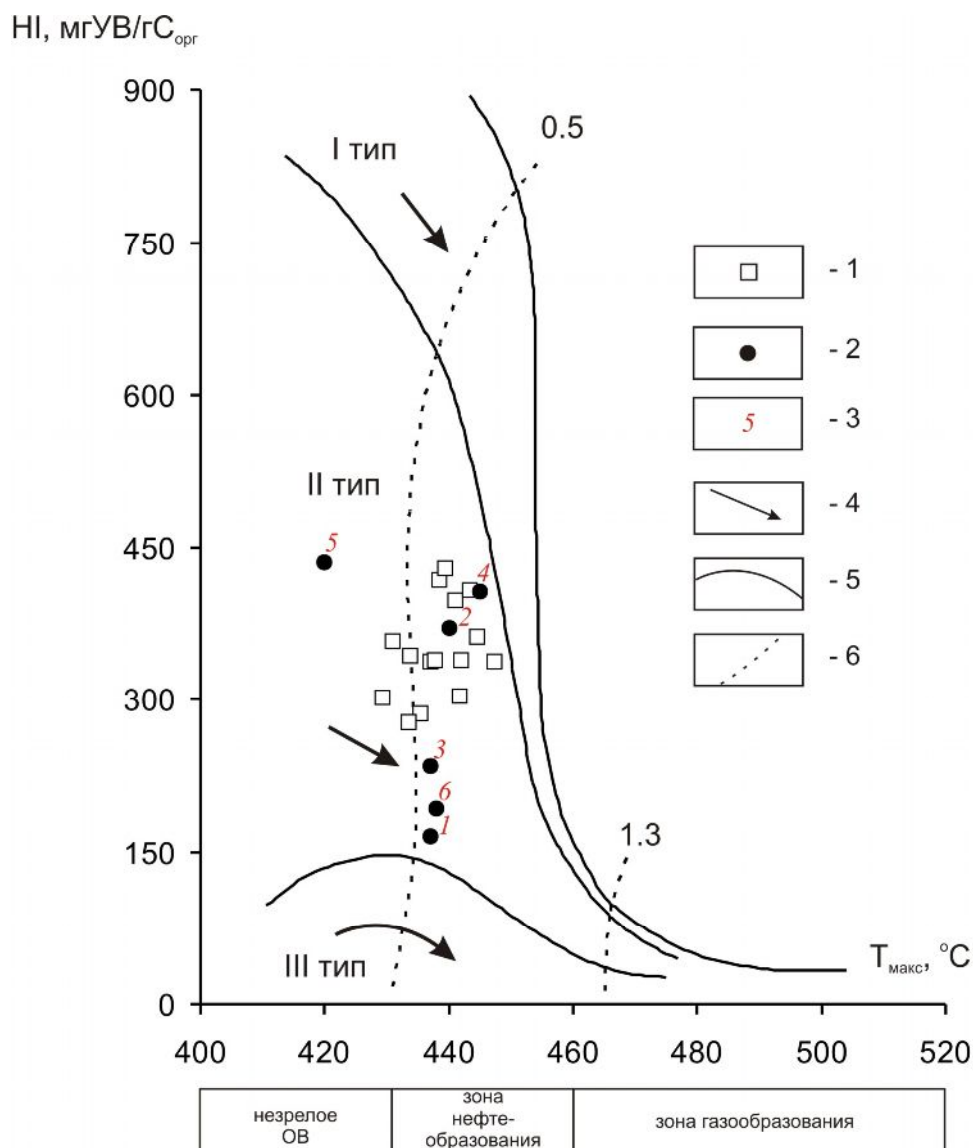 HI, мгУВ/гСорг
900
750
600
450
300
150
0
I тип
0.5
II тип
5
4
2
3
6
1
1.3
III тип
Tмакс, °C
- 1
- 2
5 - 3
- 4
- 5
- 6
400 420 440 460 480 500 520
незрелое
ОВ
зона
нефте-
образования
зона газообразования